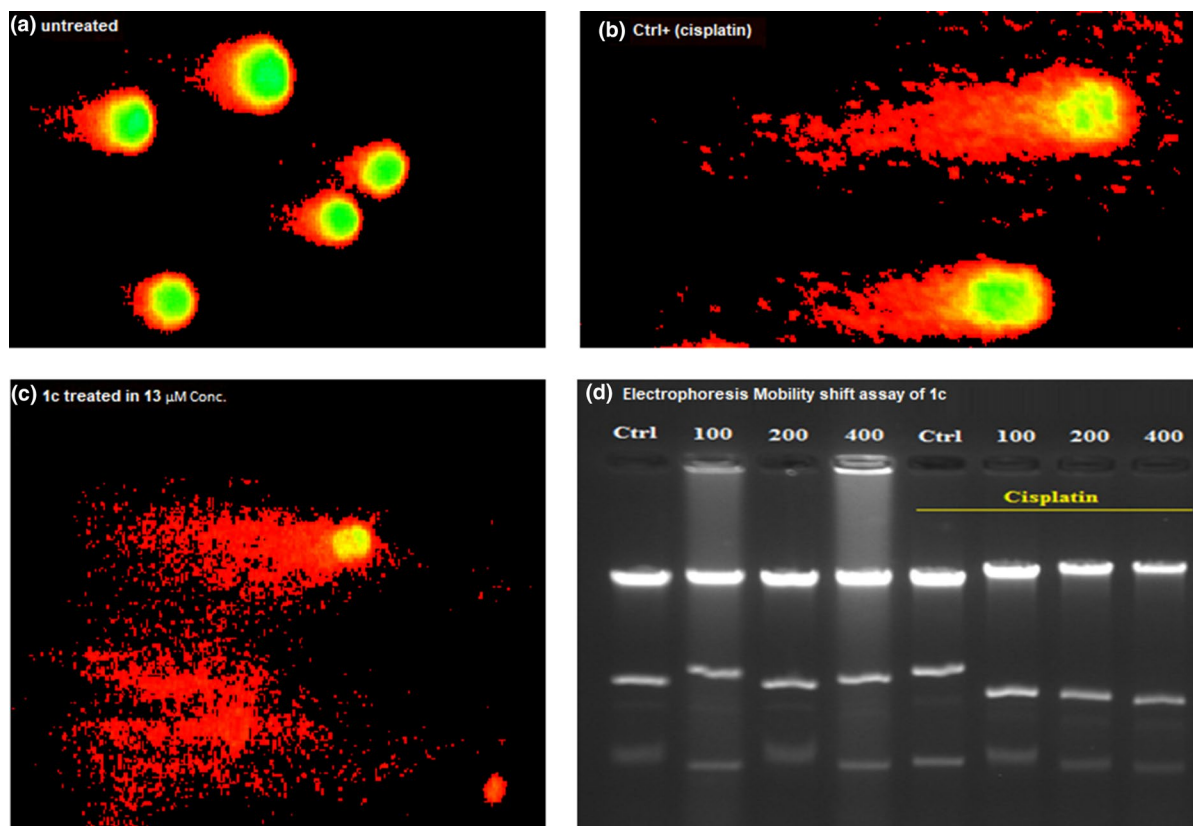 (a) untreated
(b) Ctrl+ (cisplatin)
(c) 1c treated in 13 μM Conc.
(d) Electrophoresis Mobility shift assay of 1c
Ctrl 100 200 400 Ctrl 100 200 400
Cisplatin